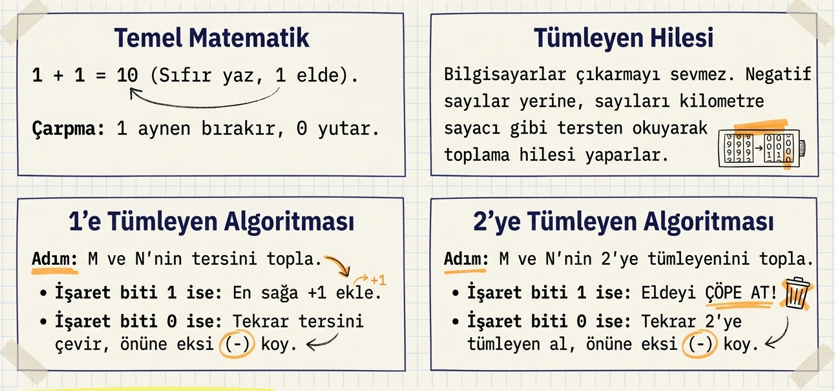 Temel Matematik
1 + 1 = 10 (Sıfır yaz, 1 elde).
Çarpma: 1 aynen bırakır, 0 yutar.
Tümleyen Hilesi
Bilgisayarlar çıkarmayı sevmez. Negatif
sayılar yerine, sayıları kilometre
sayacı gibi tersten okuyarak
toplama hilesi yaparlar.
1'e Tümleyen Algoritması
Adım: M ve N'nin tersini topla.
+1
• İşaret biti 1 ise: En sağa +1 ekle.
• İşaret biti 0 ise: Tekrar tersini
çevir, önüne eksi (-) koy.
2'ye Tümleyen Algoritması
Adım: M ve N'nin 2'ye tümleyenini topla.
• İşaret biti 1 ise: Eldeyi ÇÖPE AT!
• İşaret biti 0 ise: Tekrar 2'ye
tümleyen al, önüne eksi (-) koy.